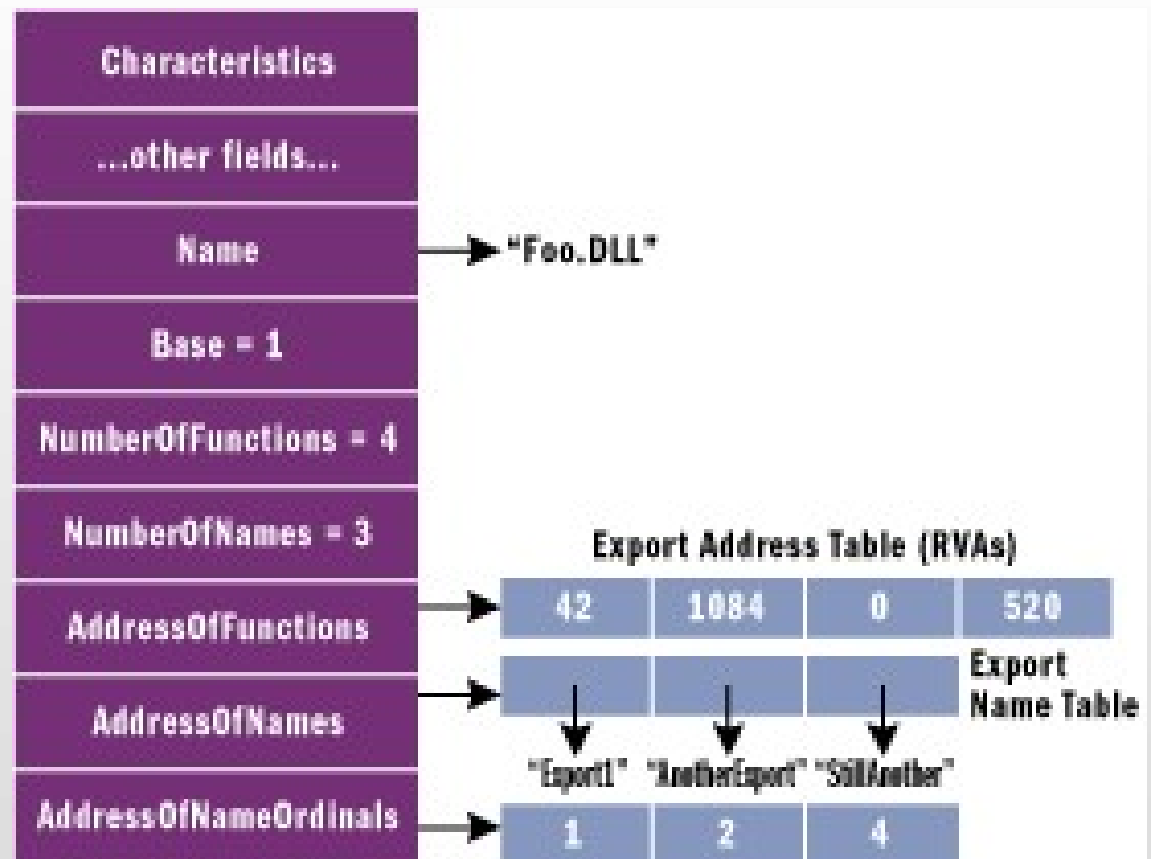 Characteristics
...other fields...
Name
"Foo.DLL"
Base = 1
NumberOfFunctions = 4
NumberOfNames = 3
Export Address Table (RVAs)
AddressOfFunctions
42 1084 0 520
AddressOfNames
Export
Name Table
"Export1" "AnotherExport" "StillAnother"
AddressOfNameOrdinals
1 2 4